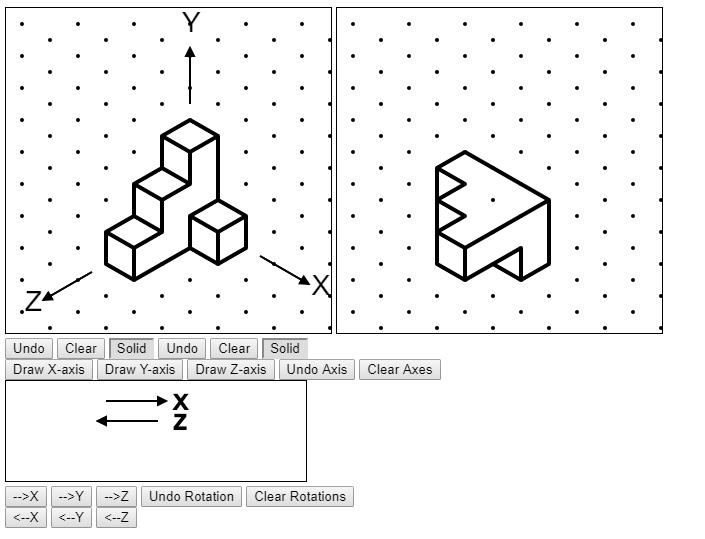 Y
X
Z
Undo Clear Solid Undo Clear Solid
Draw X-axis Draw Y-axis Draw Z-axis Undo Axis Clear Axes
X
Z
-->X -->Y -->Z Undo Rotation Clear Rotations
<--X <--Y <--Z